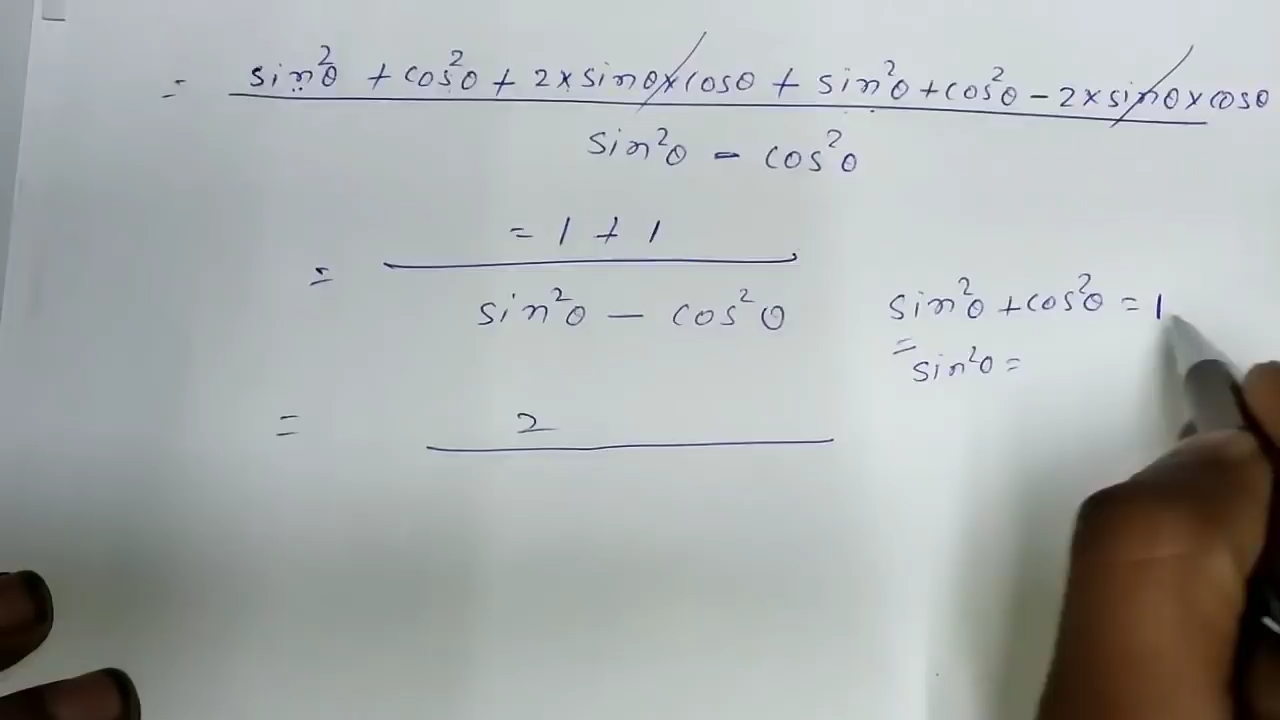 = sin²θ + cos²θ + 2 × sinθ × cosθ + sin²θ + cos²θ − 2 × sinθ × cosθ
sin²θ − cos²θ
= 1 + 1
=
sin²θ − cos²θ
sin²θ + cos²θ = 1
= sin²θ =
= 2